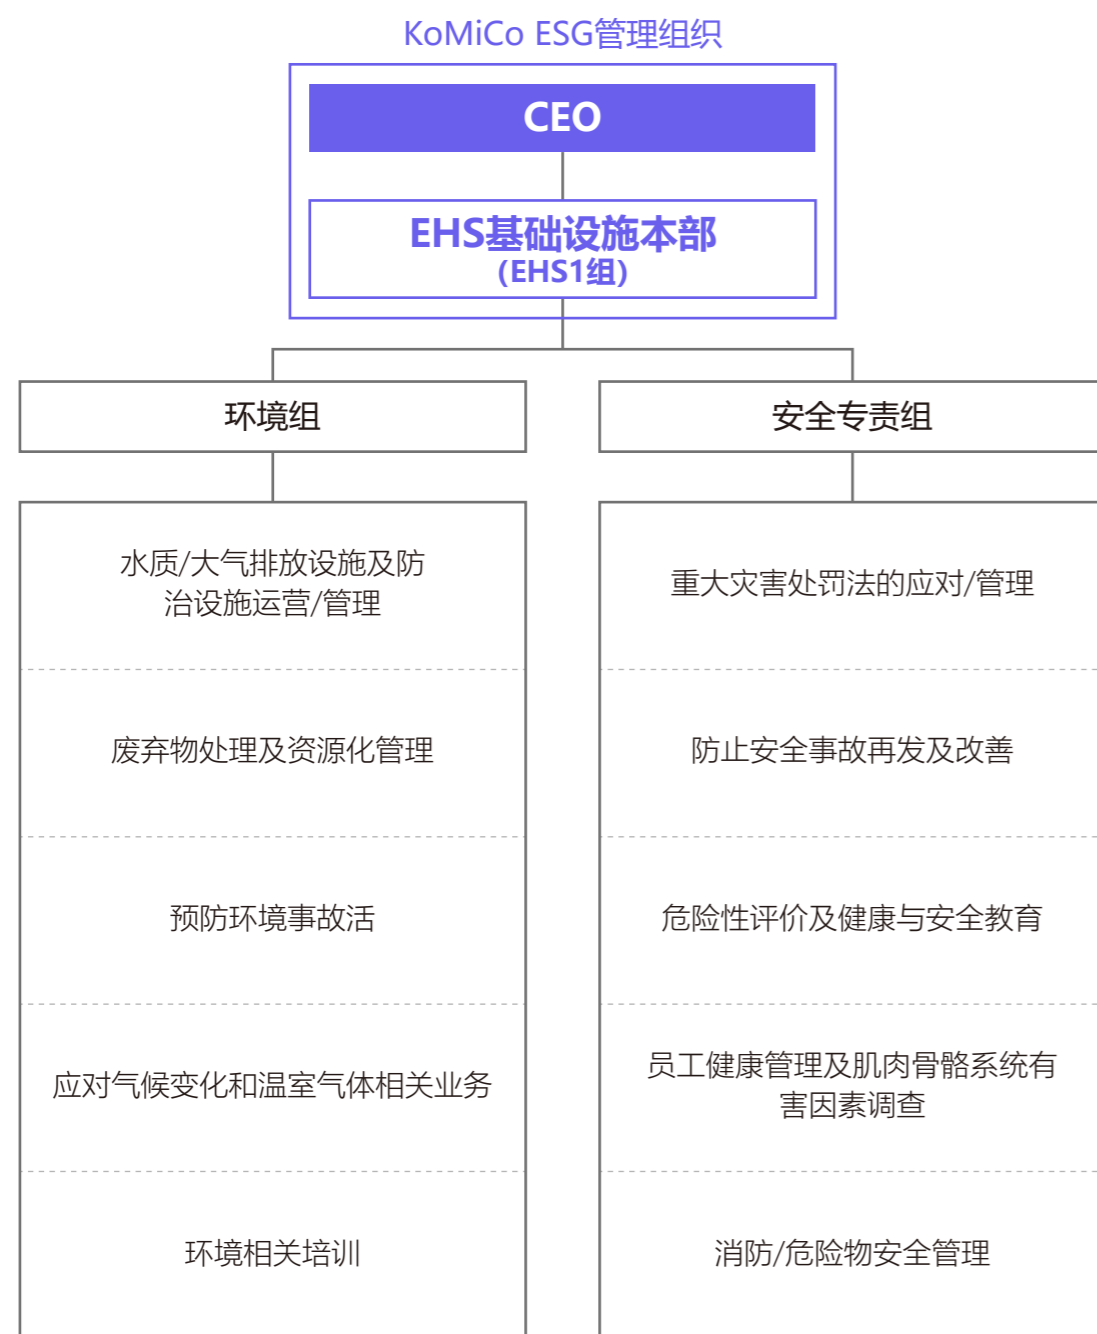 KoMiCo ESG管理组织
CEO
EHS基础设施本部
(EHS1组)
环境组
水质/大气排放设施及防
治设施运营/管理
废弃物处理及资源化管理
预防环境事故活
应对气候变化和温室气体相关业务
环境相关培训
安全专责组
重大灾害处罚法的应对/管理
防止安全事故再发及改善
危险性评价及健康与安全教育
员工健康管理及肌肉骨骼系统有
害因素调查
消防/危险物安全管理